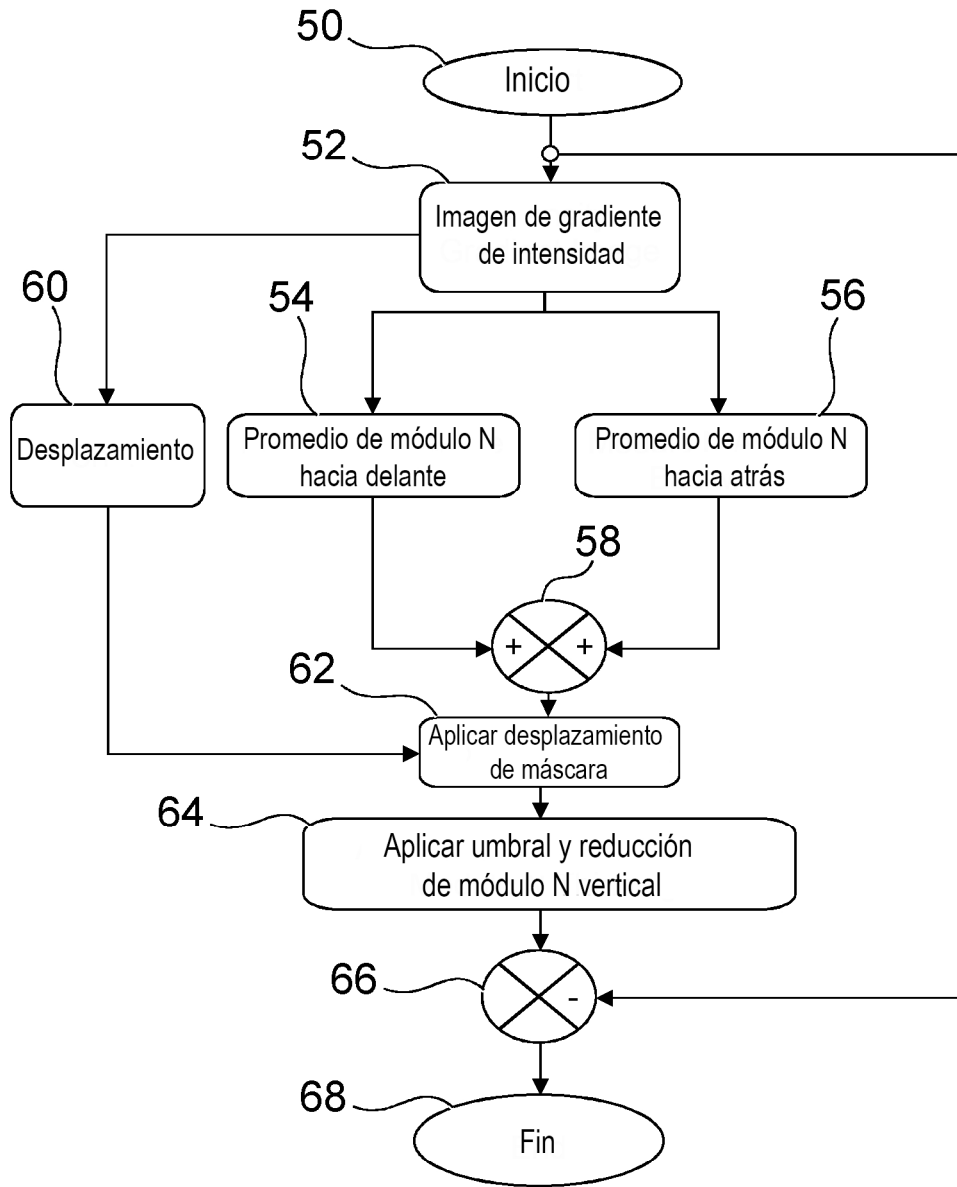 50
Inicio
52
Imagen de gradiente
de intensidad
60
54
56
Desplazamiento
Promedio de módulo N
hacia delante
Promedio de módulo N
hacia atrás
58
+ +
62
Aplicar desplazamiento
de máscara
64
Aplicar umbral y reducción
de módulo N vertical
66
-
68
Fin